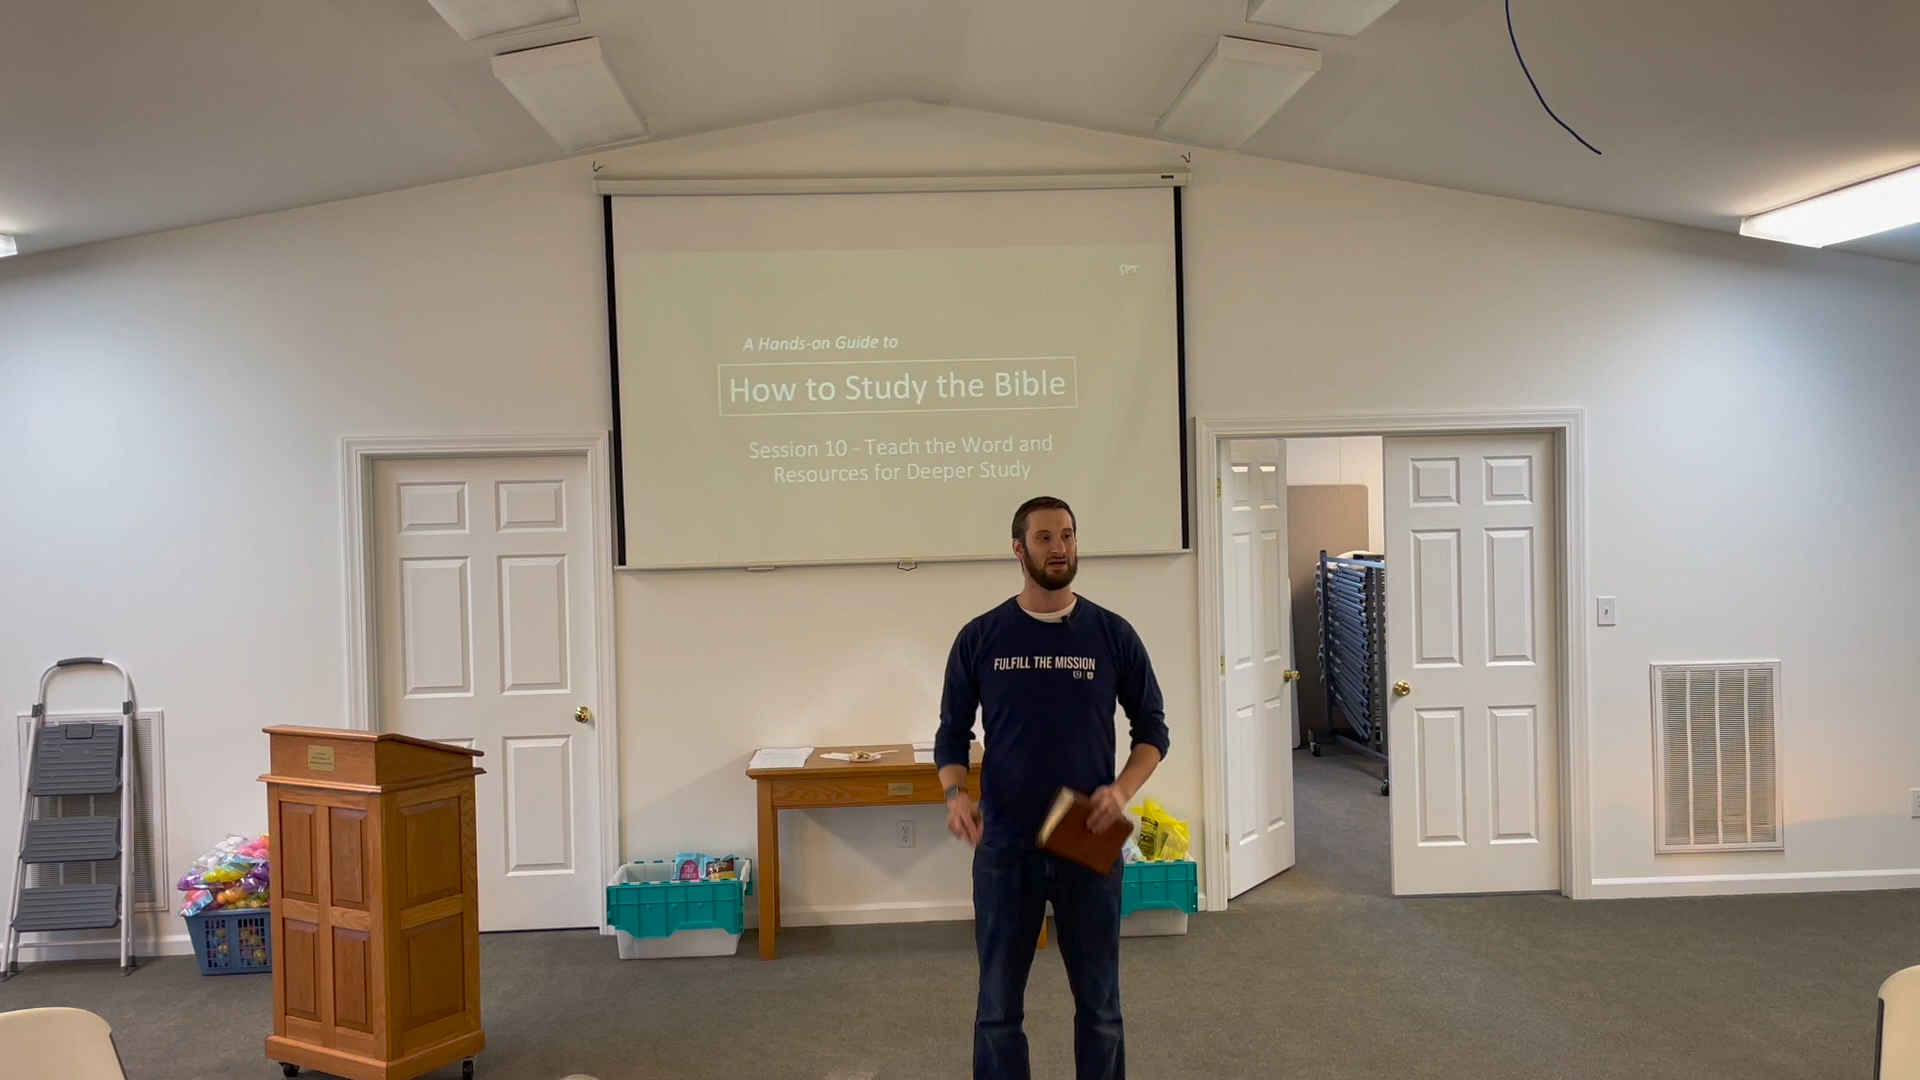 A Hands-on Guide to
How to Study the Bible
Session 10 - Teach the Word and
Resources for Deeper Study
FULFILL THE MISSION